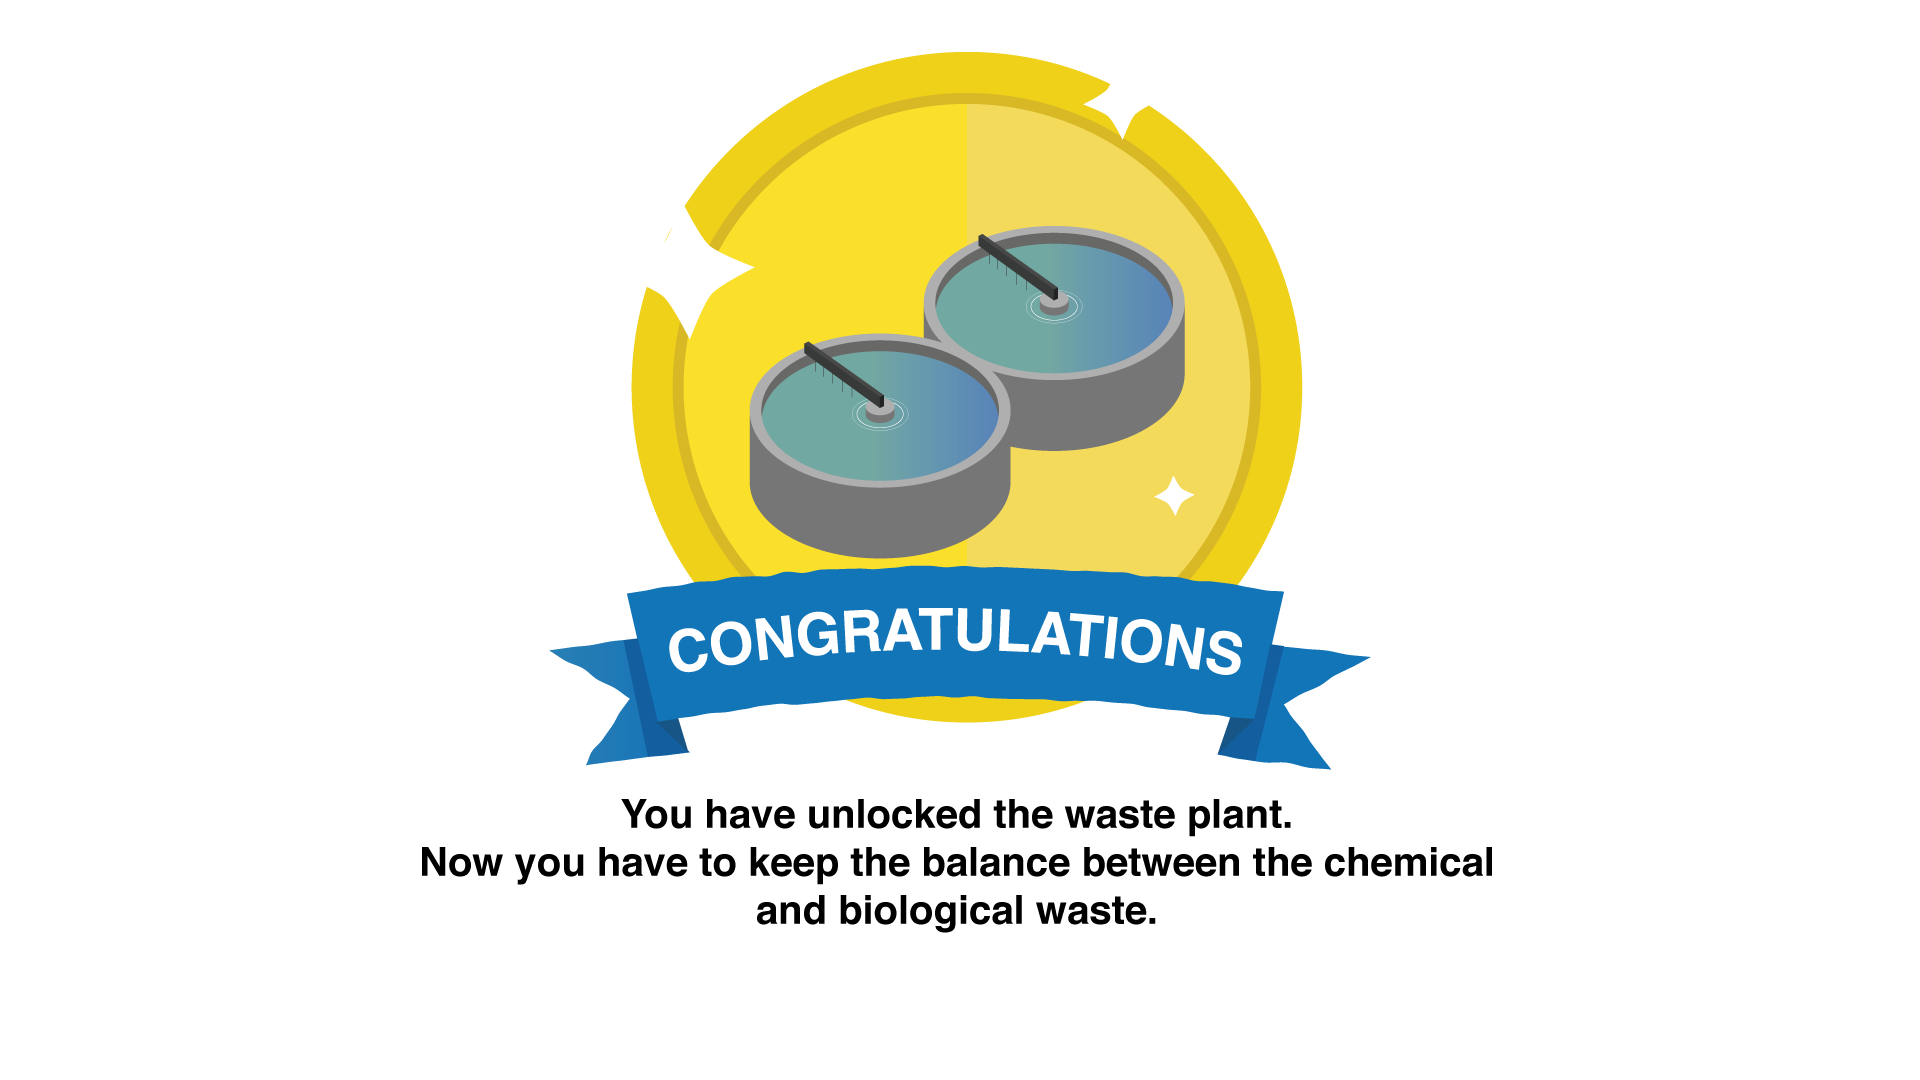 CONGRATULATIONS
You have unlocked the waste plant.
Now you have to keep the balance between the chemical
and biological waste.